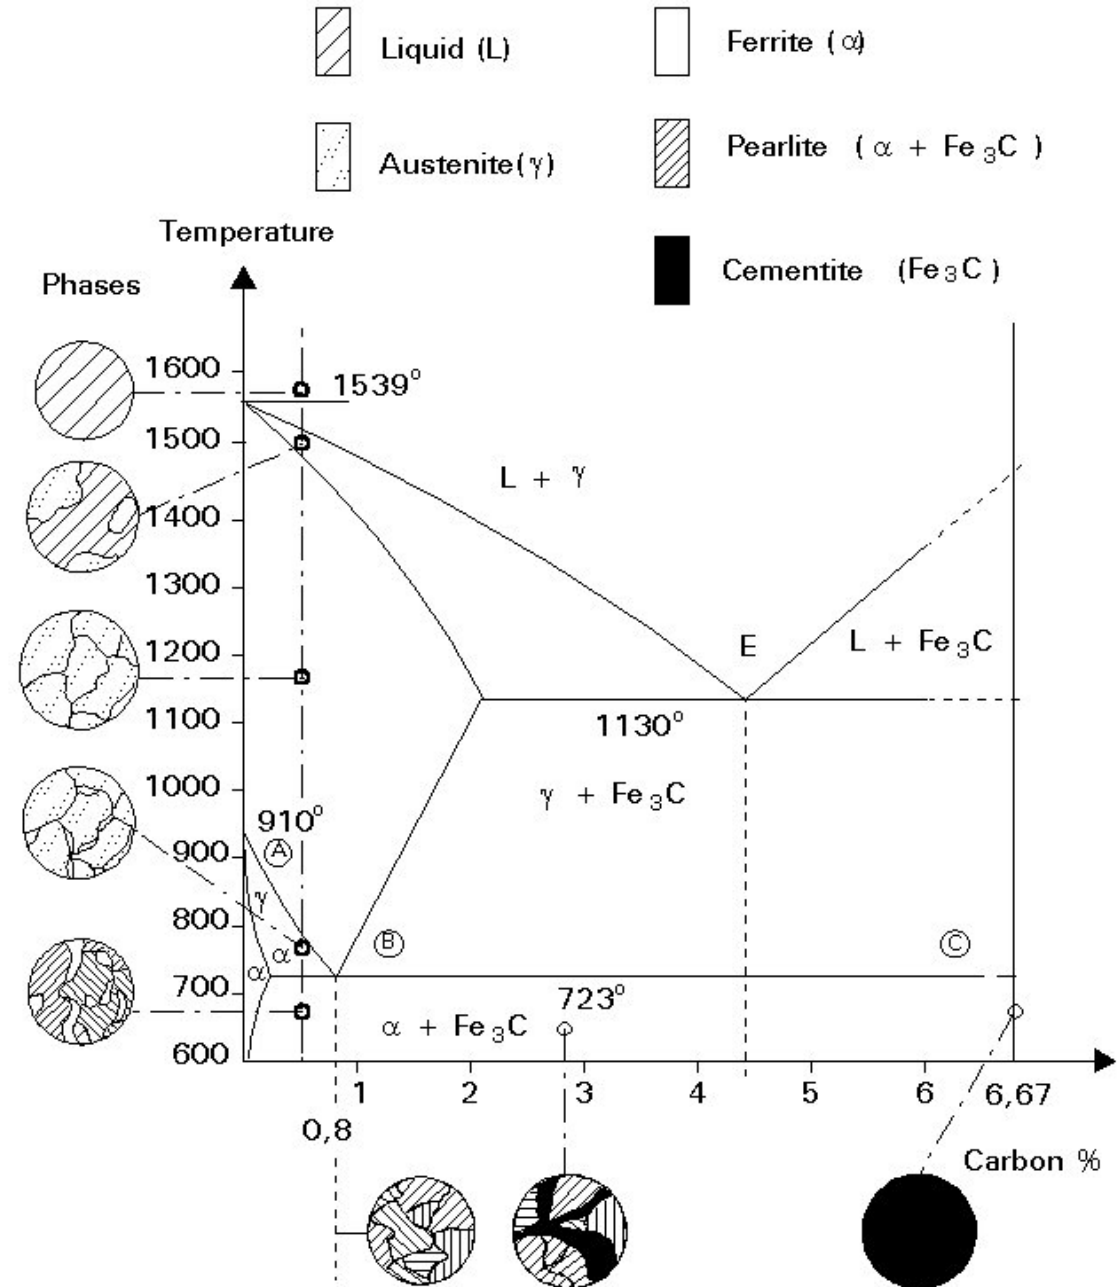 Liquid (L)
Ferrite (α)
Austenite (γ)
Pearlite ( α + Fe₃C )
Cementite (Fe₃C )
Temperature
Phases
1600
1539°
1500
L + γ
1400
1300
1200
E
L + Fe₃C
1100
1130°
1000
γ + Fe₃C
910°
A
900
γ
800
α
B
C
α
700
723°
α + Fe₃C
600
1 2 3 4 5 6 6,67
0,8
Carbon %